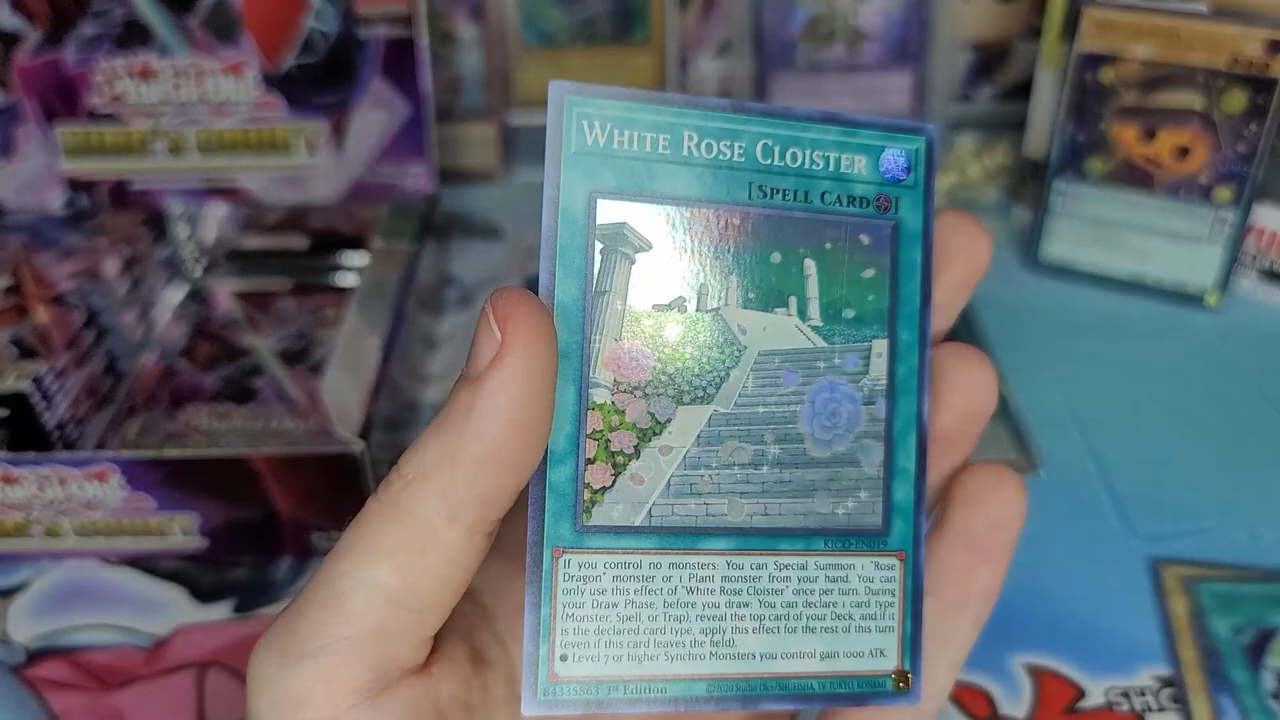 WHITE ROSE CLOISTER
SPELL
[SPELL CARD]
KICO-EN019
If you control no monsters: You can Special Summon 1 "Rose
Dragon" monster or 1 Plant monster from your hand. You can
only use this effect of "White Rose Cloister" once per turn. During
your Draw Phase, before you draw: You can declare 1 card type
(Monster, Spell, or Trap); reveal the top card of your Deck, and if it
is the declared card type, apply this effect for the rest of this turn
(even if this card leaves the field).
● Level 7 or higher Synchro Monsters you control gain 1000 ATK.
84335863 1st Edition
©2020 Studio Dice/SHUEISHA, TV TOKYO, KONAMI